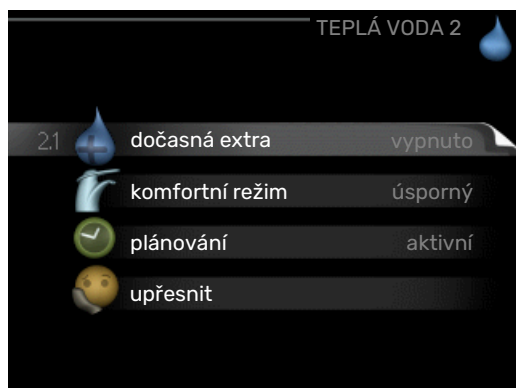 TEPLÁ VODA 2
2.1 dočasná extra vypnuto
komfortní režim úsporný
plánování aktivní
upřesnit